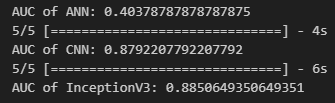 AUC of ANN: 0.40378787878787875
5/5 [==============================] - 4s
AUC of CNN: 0.8792207792207792
5/5 [==============================] - 6s
AUC of InceptionV3: 0.8850649350649351